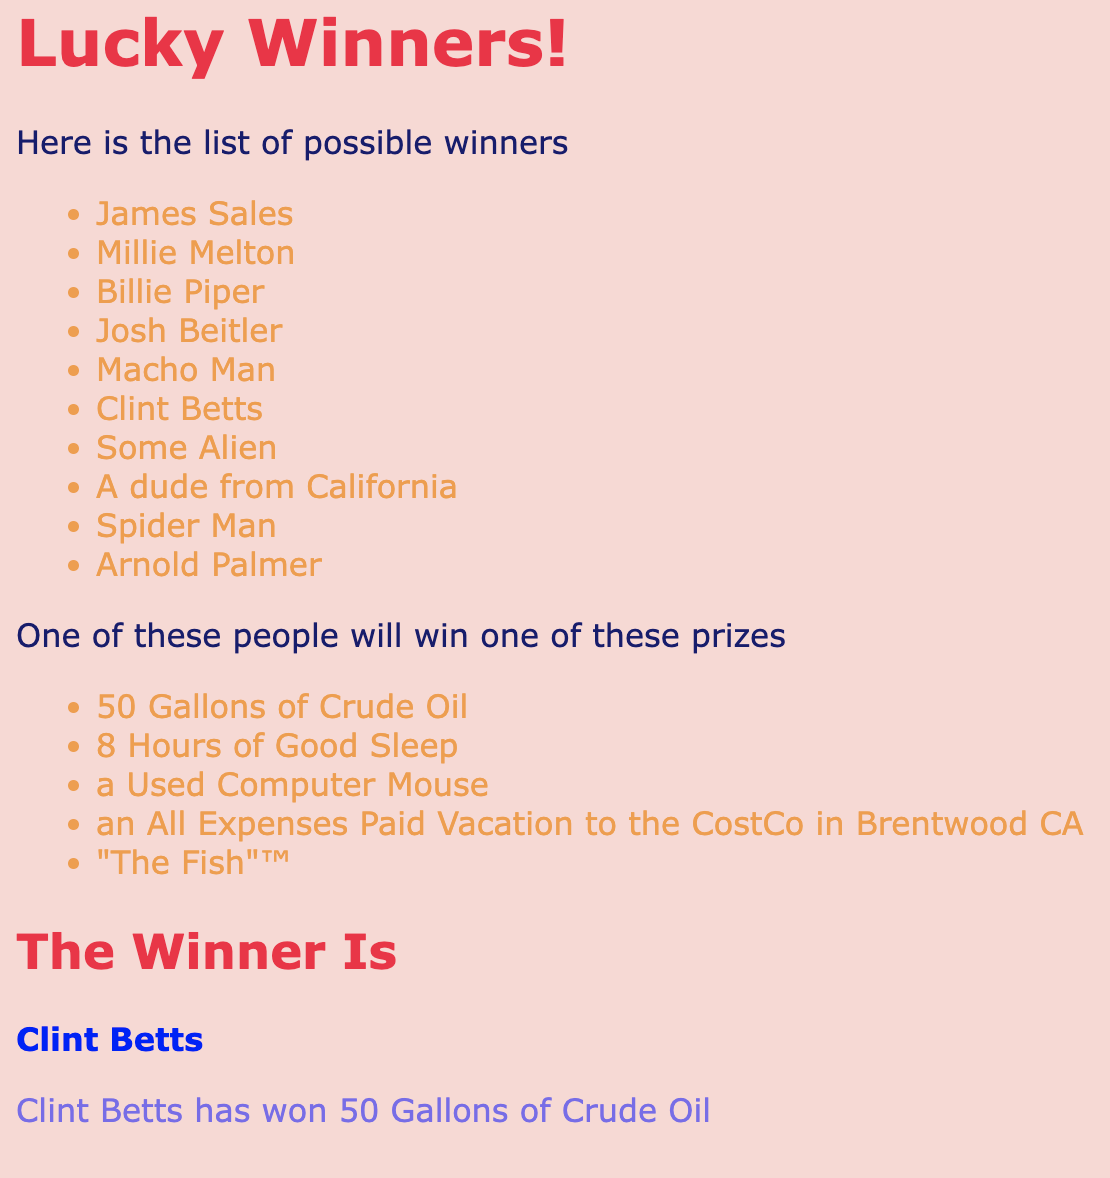 Lucky Winners!
Here is the list of possible winners
• James Sales
• Millie Melton
• Billie Piper
• Josh Beitler
• Macho Man
• Clint Betts
• Some Alien
• A dude from California
• Spider Man
• Arnold Palmer
One of these people will win one of these prizes
• 50 Gallons of Crude Oil
• 8 Hours of Good Sleep
• a Used Computer Mouse
• an All Expenses Paid Vacation to the CostCo in Brentwood CA
• "The Fish"™
The Winner Is
Clint Betts
Clint Betts has won 50 Gallons of Crude Oil